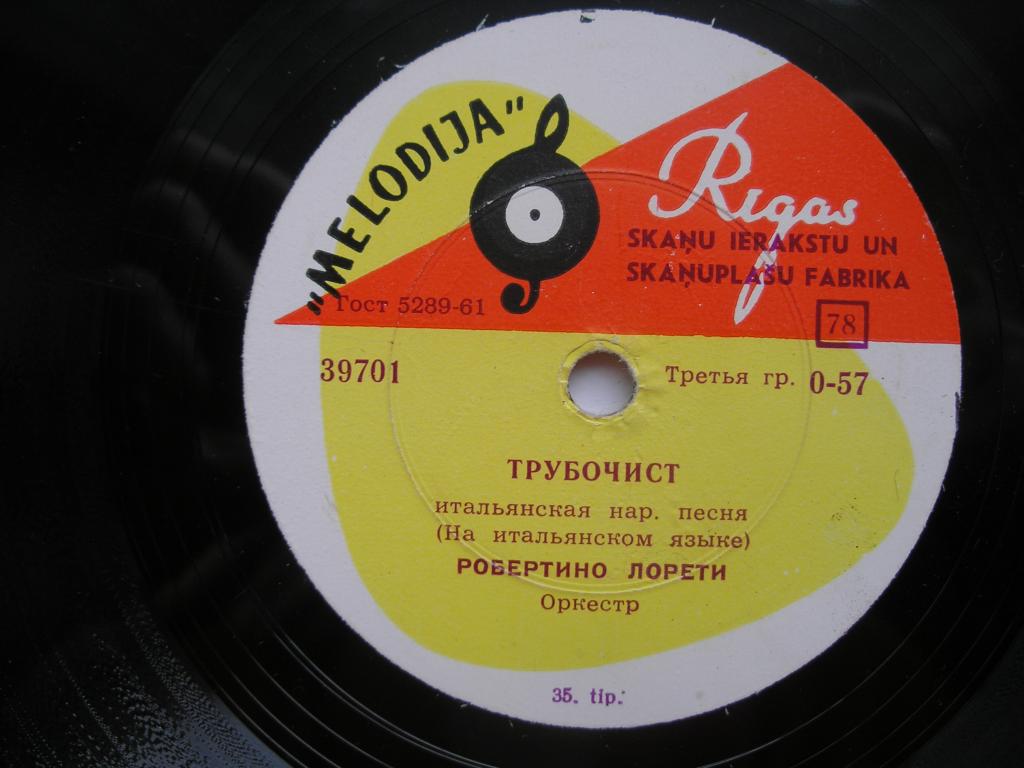 „MELODIJA”
Rigas
SKAŅU IERAKSTU UN
SKAŅUPLAŠU FABRIKA
Гост 5289-61
78
39701
Третья гр. 0-57
ТРУБОЧИСТ
итальянская нар. песня
(На итальянском языке)
РОБЕРТИНО ЛОРЕТИ
Оркестр
35. tip.